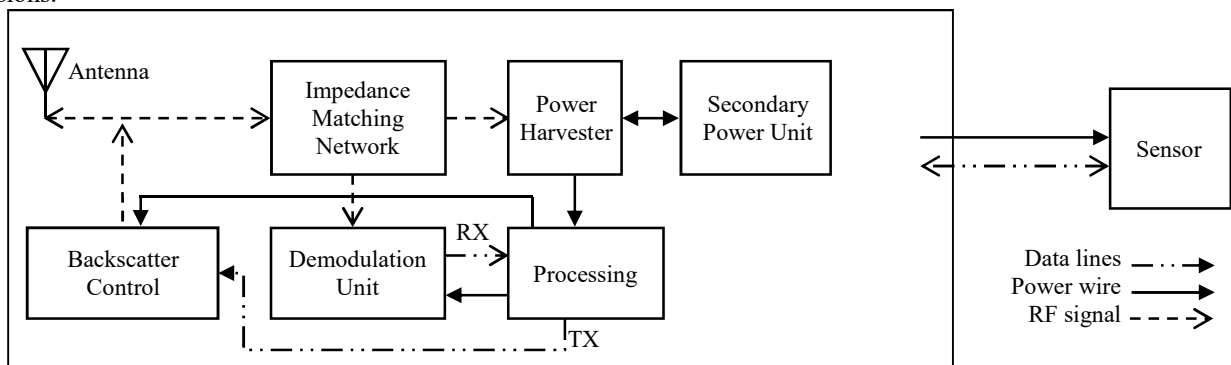 Antenna
Impedance
Matching
Network
Power
Harvester
Secondary
Power Unit
Sensor
Backscatter
Control
Demodulation
Unit
RX
Processing
TX
Data lines
Power wire
RF signal